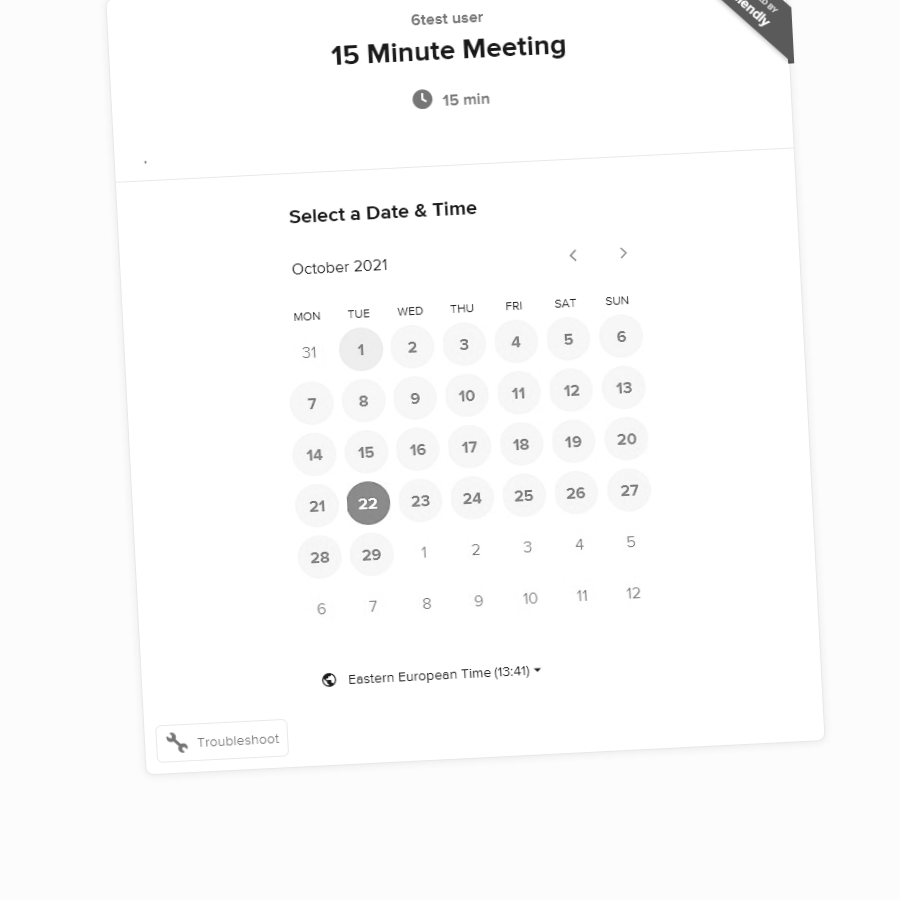 6test user
15 Minute Meeting
15 min
D BY
endly
.
Select a Date & Time
October 2021
MON TUE WED THU FRI SAT SUN
31 1 2 3 4 5 6
7 8 9 10 11 12 13
14 15 16 17 18 19 20
21 22 23 24 25 26 27
28 29 1 2 3 4 5
6 7 8 9 10 11 12
Eastern European Time (13:41)
Troubleshoot